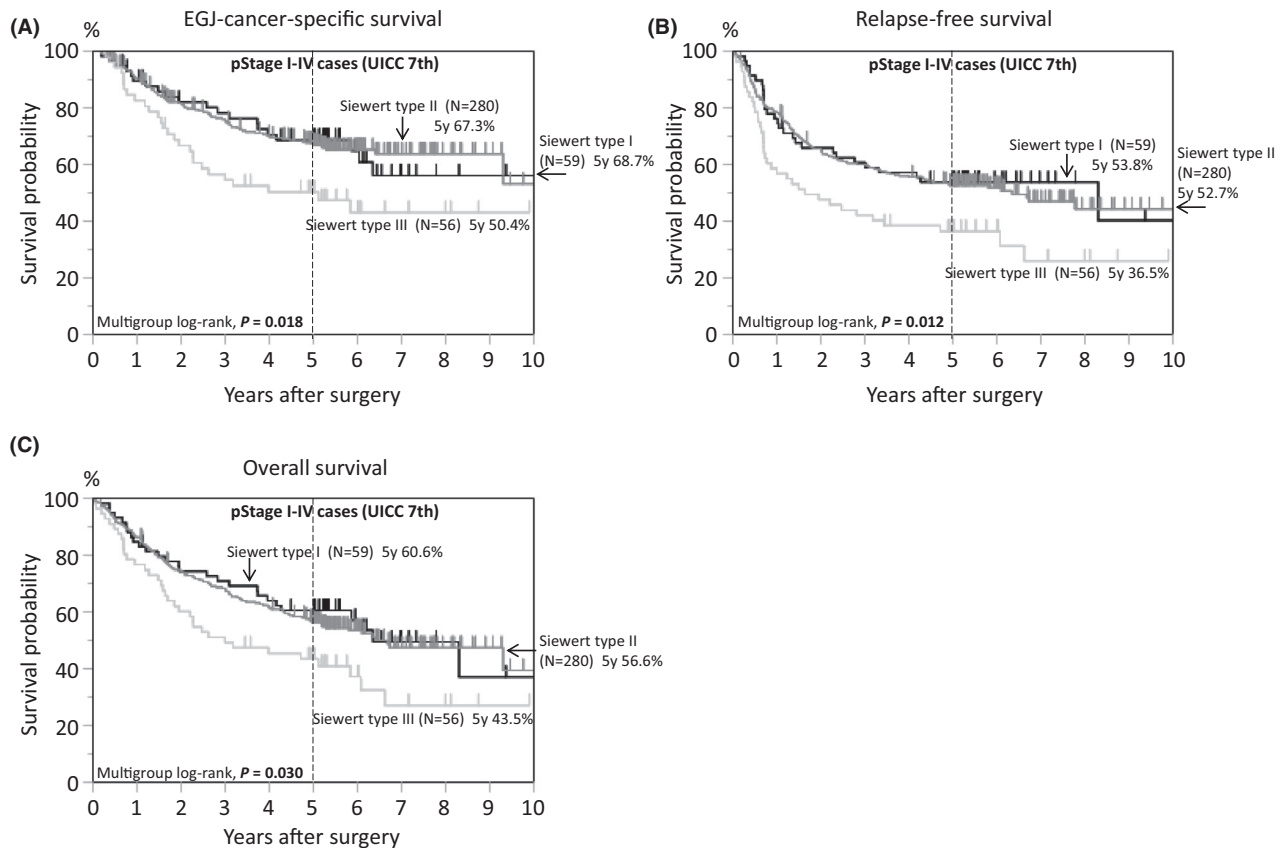 (A)
EGJ-cancer-specific survival
%
pStage I-IV cases (UICC 7th)
100
80
60
40
20
0
Survival probability
Siewert type II (N=280)
5y 67.3%
Siewert type I
(N=59) 5y 68.7%
Siewert type III (N=56) 5y 50.4%
Multigroup log-rank, P = 0.018
0 1 2 3 4 5 6 7 8 9 10
Years after surgery
(B)
Relapse-free survival
%
pStage I-IV cases (UICC 7th)
100
80
60
40
20
0
Survival probability
Siewert type I (N=59)
5y 53.8%
Siewert type II
(N=280)
5y 52.7%
Siewert type III (N=56) 5y 36.5%
Multigroup log-rank, P = 0.012
0 1 2 3 4 5 6 7 8 9 10
Years after surgery
(C)
Overall survival
%
pStage I-IV cases (UICC 7th)
100
80
60
40
20
0
Survival probability
Siewert type I (N=59) 5y 60.6%
Siewert type II
(N=280) 5y 56.6%
Siewert type III (N=56) 5y 43.5%
Multigroup log-rank, P = 0.030
0 1 2 3 4 5 6 7 8 9 10
Years after surgery